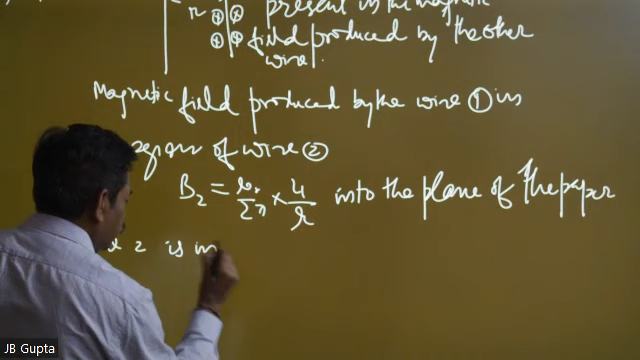 r ⊕ ⊕ present in the magnetic
⊕ ⊕ field produced by the other
wire.
Magnetic field produced by the wire ① in
region of wire ②
B₂ = μ₀/2π × 4/r into the plane of the paper
2 is in
JB Gupta